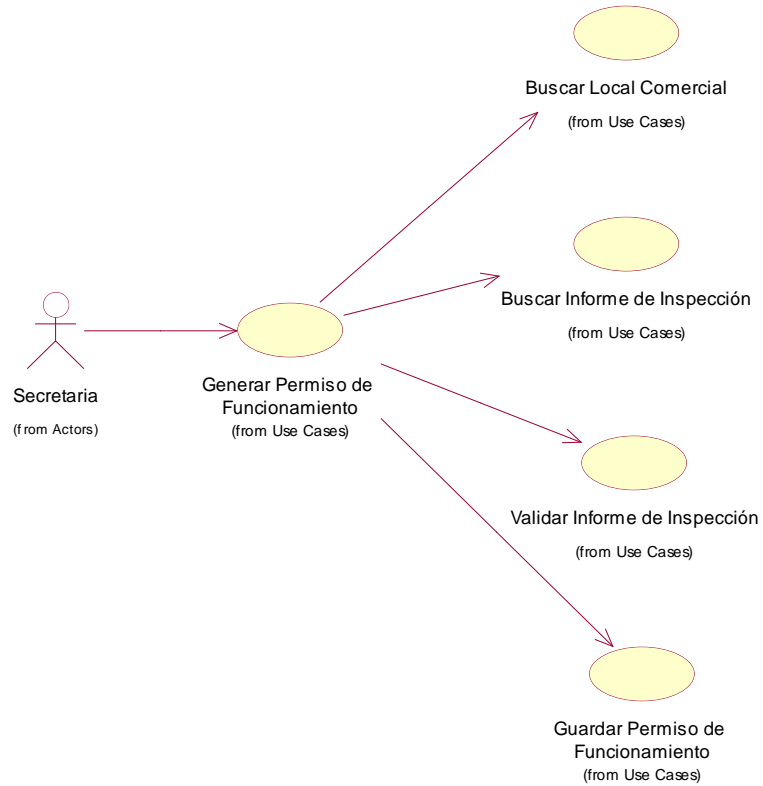 Buscar Local Comercial
(from Use Cases)
Buscar Informe de Inspección
(from Use Cases)
Secretaria
(from Actors)
Generar Permiso de
Funcionamiento
(from Use Cases)
Validar Informe de Inspección
(from Use Cases)
Guardar Permiso de
Funcionamiento
(from Use Cases)